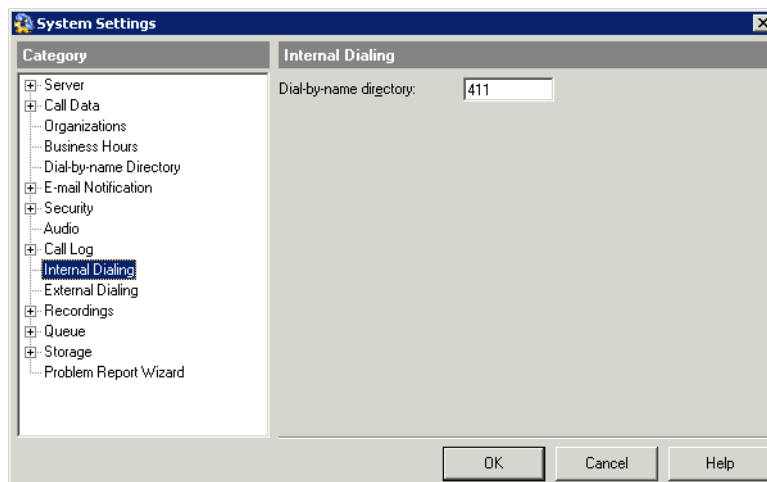 System Settings
Category
Server
Call Data
Organizations
Business Hours
Dial-by-name Directory
E-mail Notification
Security
Audio
Call Log
Internal Dialing
External Dialing
Recordings
Queue
Storage
Problem Report Wizard
Internal Dialing
Dial-by-name directory: 411
OK Cancel Help